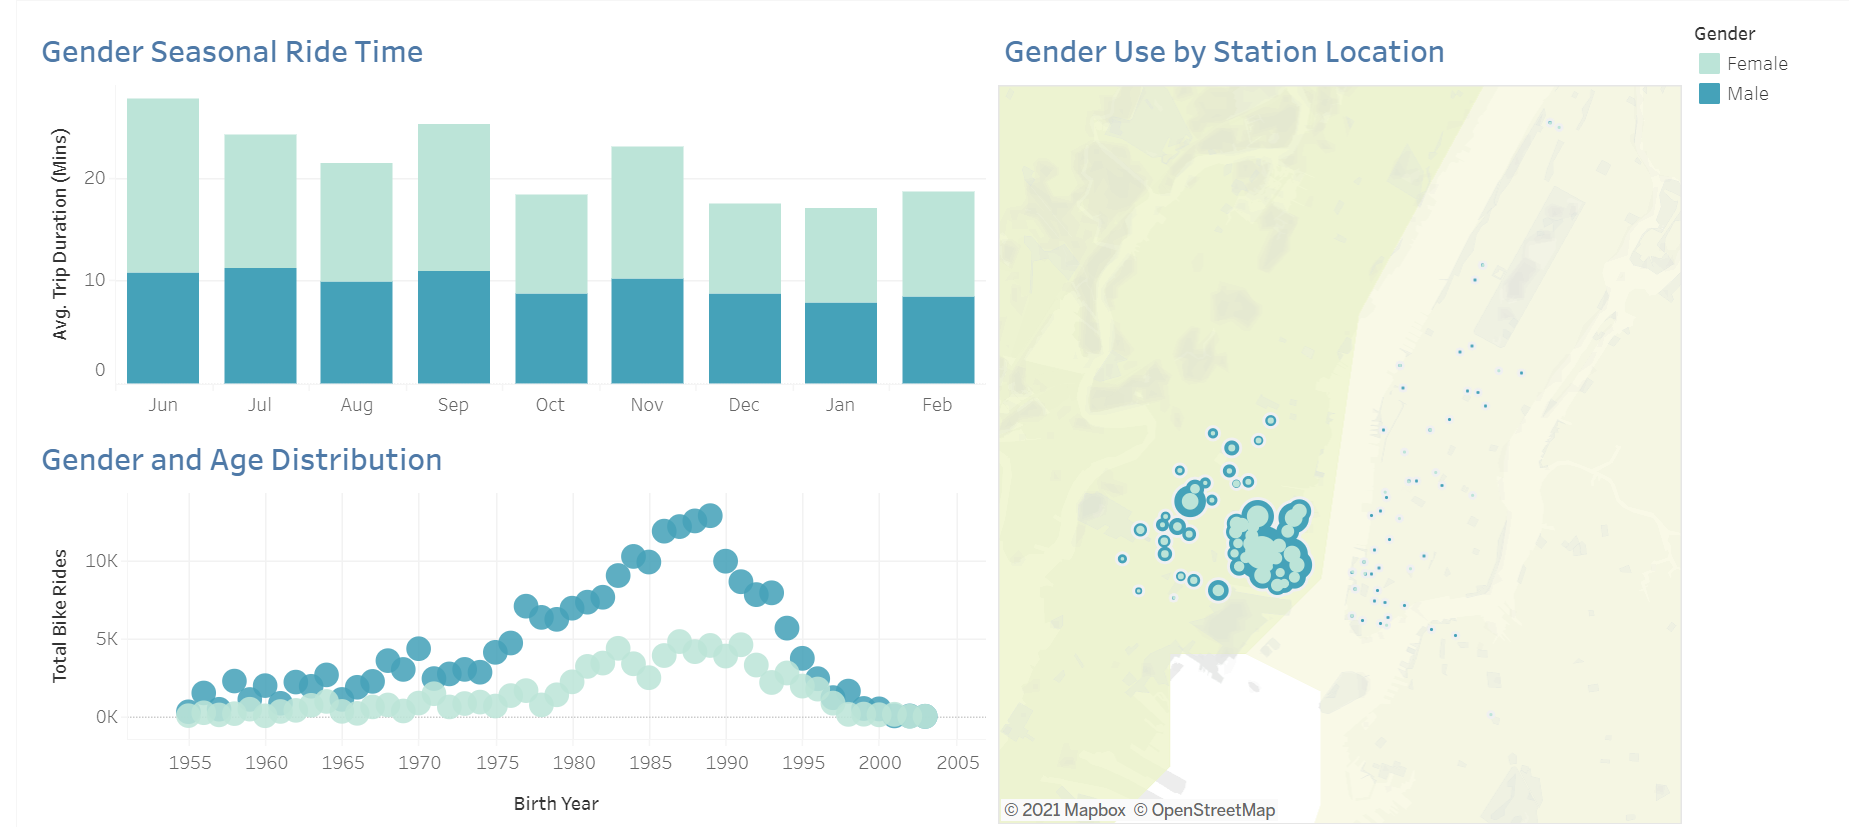 Gender Seasonal Ride Time
Avg. Trip Duration (Mins)
20
10
0
Jun Jul Aug Sep Oct Nov Dec Jan Feb
Gender and Age Distribution
Total Bike Rides
10K
5K
0K
1955 1960 1965 1970 1975 1980 1985 1990 1995 2000 2005
Birth Year
Gender Use by Station Location
© 2021 Mapbox © OpenStreetMap
Gender
Female
Male